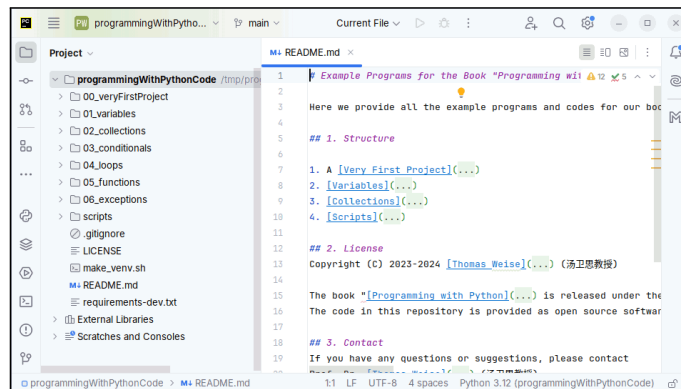 PC
PW programmingWithPytho... main Current File
Project
M↓ README.md
programmingWithPythonCode /tmp/pro
00_veryFirstProject
01_variables
02_collections
03_conditionals
04_loops
05_functions
06_exceptions
scripts
.gitignore
LICENSE
make_venv.sh
M↓ README.md
requirements-dev.txt
External Libraries
Scratches and Consoles
12 5
1 # Example Programs for the Book "Programming wi
2
3 Here we provide all the example programs and codes for our boo
4
5 ## 1. Structure
6
7 1. A [Very First Project](...)
8 2. [Variables](...)
9 3. [Collections](...)
10 4. [Scripts](...)
11
12 ## 2. License
13 Copyright (C) 2023-2024 [Thomas Weise](...) (汤卫思教授)
14
15 The book "[Programming with Python](...) is released under the
16 The code in this repository is provided as open source softwar
17
18 ## 3. Contact
19 If you have any questions or suggestions, please contact
programmingWithPythonCode > M↓ README.md 1:1 LF UTF-8 4 spaces Python 3.12 (programmingWithPythonCode)